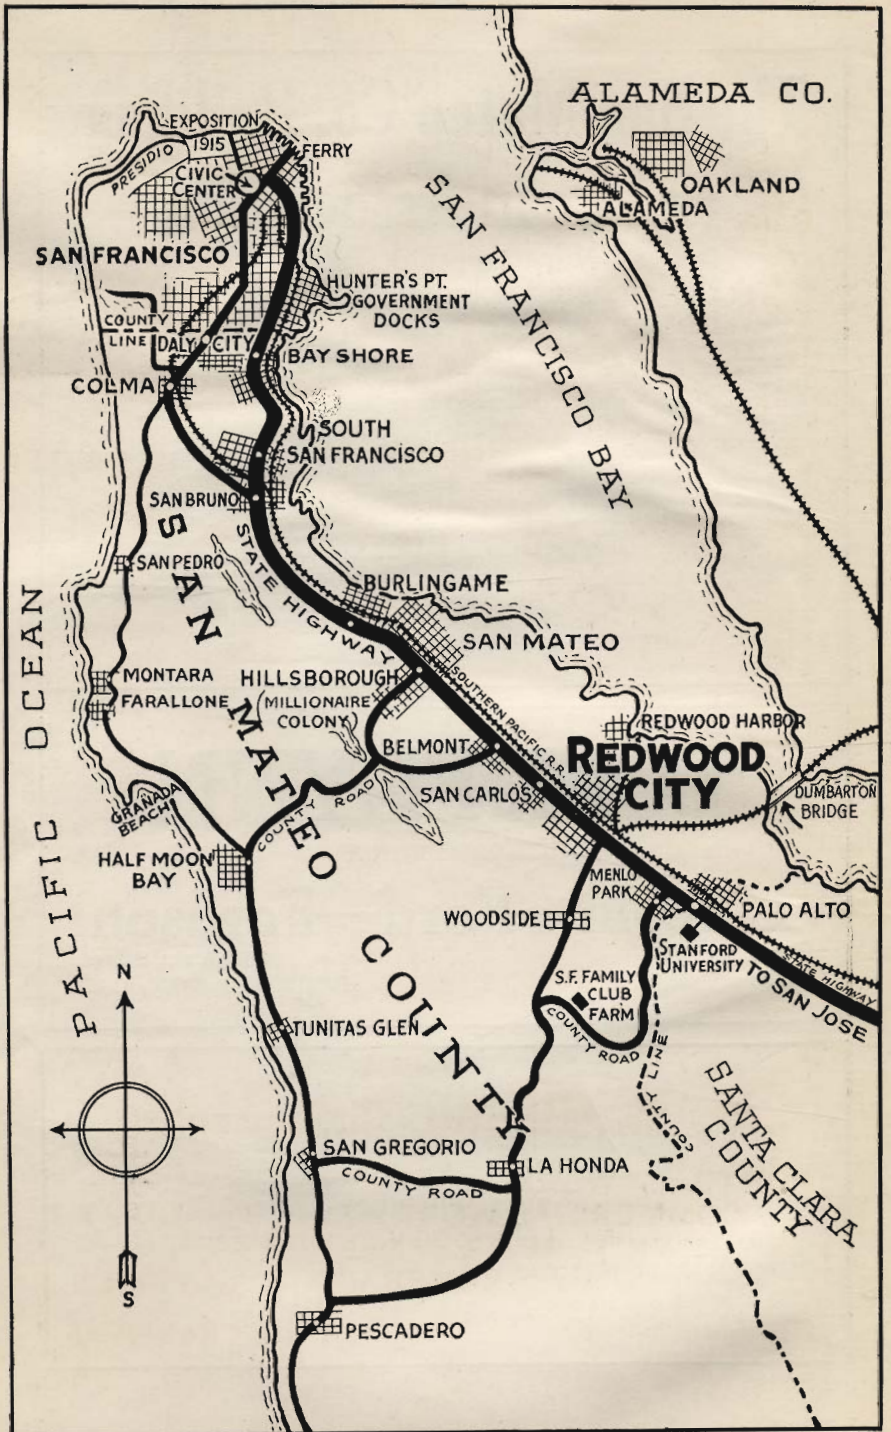 ALAMEDA CO.
EXPOSITION
1915
FERRY
PRESIDIO
CIVIC
CENTER
OAKLAND
ALAMEDA
SAN FRANCISCO BAY
SAN FRANCISCO
HUNTER'S PT.
GOVERNMENT
DOCKS
COUNTY
LINE
DALY CITY
BAY SHORE
COLMA
SOUTH
SAN FRANCISCO
SAN BRUNO
STATE HIGHWAY
SAN PEDRO
SAN MATEO COUNTY
PACIFIC OCEAN
BURLINGAME
SAN MATEO
HILLSBOROUGH
(MILLIONAIRE
COLONY)
SOUTHERN PACIFIC R.R.
MONTARA
FARALLONE
REDWOOD HARBOR
BELMONT
REDWOOD
CITY
SAN CARLOS
DUMBARTON
BRIDGE
GRANADA
BEACH
COUNTY ROAD
HALF MOON
BAY
MENLO
PARK
PALO ALTO
WOODSIDE
STANFORD
UNIVERSITY
STATE HIGHWAY
TO SAN JOSE
S.F. FAMILY
CLUB
FARM
COUNTY ROAD
N
TUNITAS GLEN
COUNTY LINE
SANTA CLARA
COUNTY
SAN GREGORIO
LA HONDA
COUNTY ROAD
S
PESCADERO